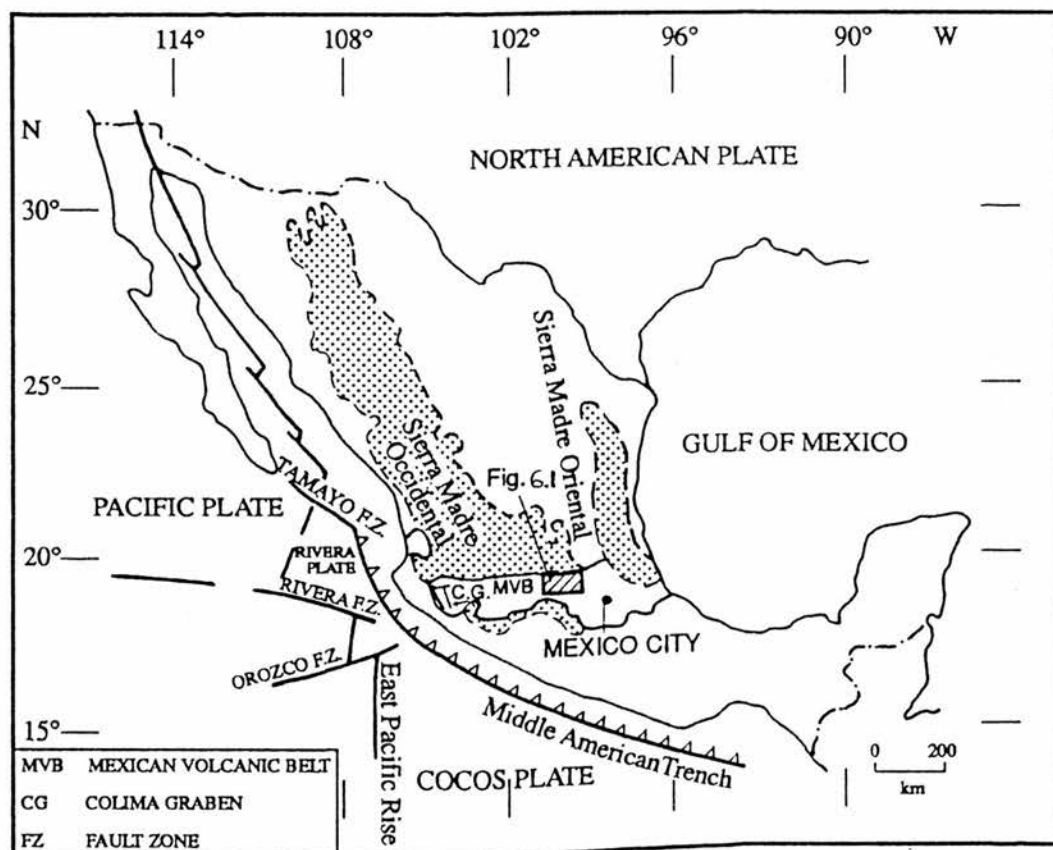 114° 108° 102° 96° 90° W
N
NORTH AMERICAN PLATE
30°
25°
Sierra Madre Oriental
Sierra Madre
Occidental
GULF OF MEXICO
Fig. 6.1
TAMAYO F.Z.
PACIFIC PLATE
20°
RIVERA
PLATE
C.G. MVB
RIVERA F.Z.
MEXICO CITY
OROZCO F.Z.
East Pacific Rise
Middle American Trench
15°
0 200
km
COCOS PLATE
MVB MEXICAN VOLCANIC BELT
CG COLIMA GRABEN
FZ FAULT ZONE